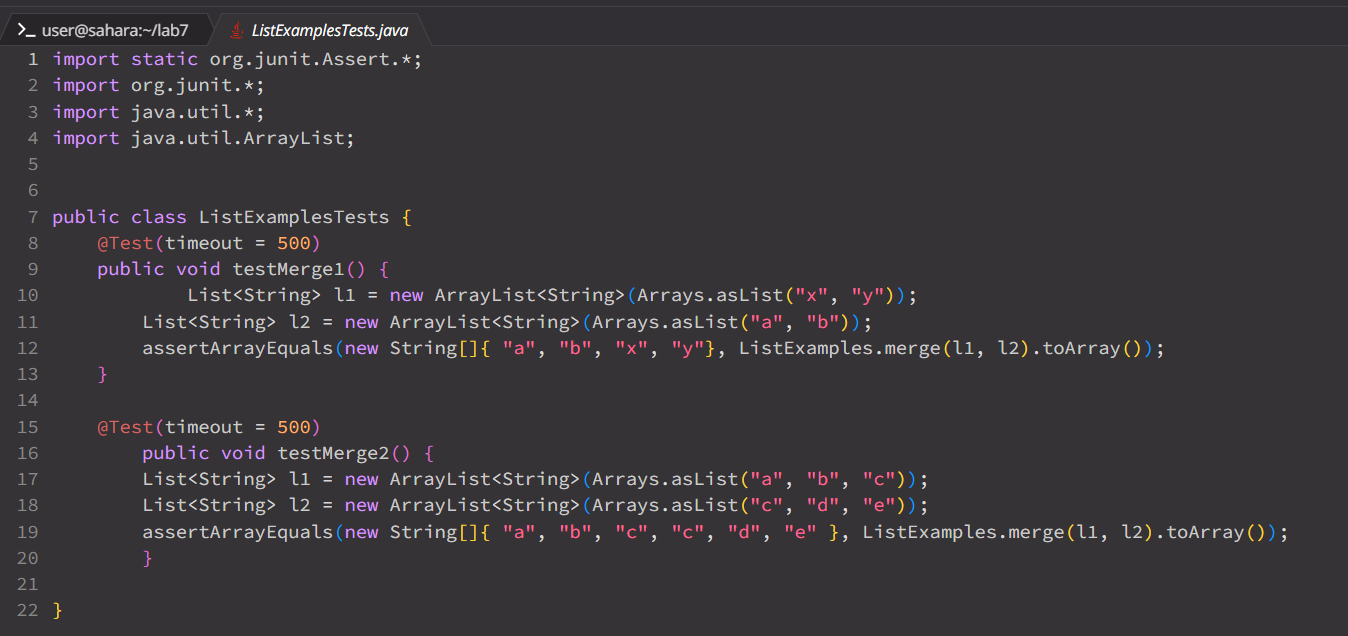 >_ user@sahara:~/lab7 ListExamplesTests.java
1 import static org.junit.Assert.*;
2 import org.junit.*;
3 import java.util.*;
4 import java.util.ArrayList;
5
6
7 public class ListExamplesTests {
8     @Test(timeout = 500)
9     public void testMerge1() {
10             List<String> l1 = new ArrayList<String>(Arrays.asList("x", "y"));
11         List<String> l2 = new ArrayList<String>(Arrays.asList("a", "b"));
12         assertArrayEquals(new String[]{ "a", "b", "x", "y"}, ListExamples.merge(l1, l2).toArray());
13     }
14
15     @Test(timeout = 500)
16         public void testMerge2() {
17         List<String> l1 = new ArrayList<String>(Arrays.asList("a", "b", "c"));
18         List<String> l2 = new ArrayList<String>(Arrays.asList("c", "d", "e"));
19         assertArrayEquals(new String[]{ "a", "b", "c", "c", "d", "e" }, ListExamples.merge(l1, l2).toArray());
20         }
21
22 }